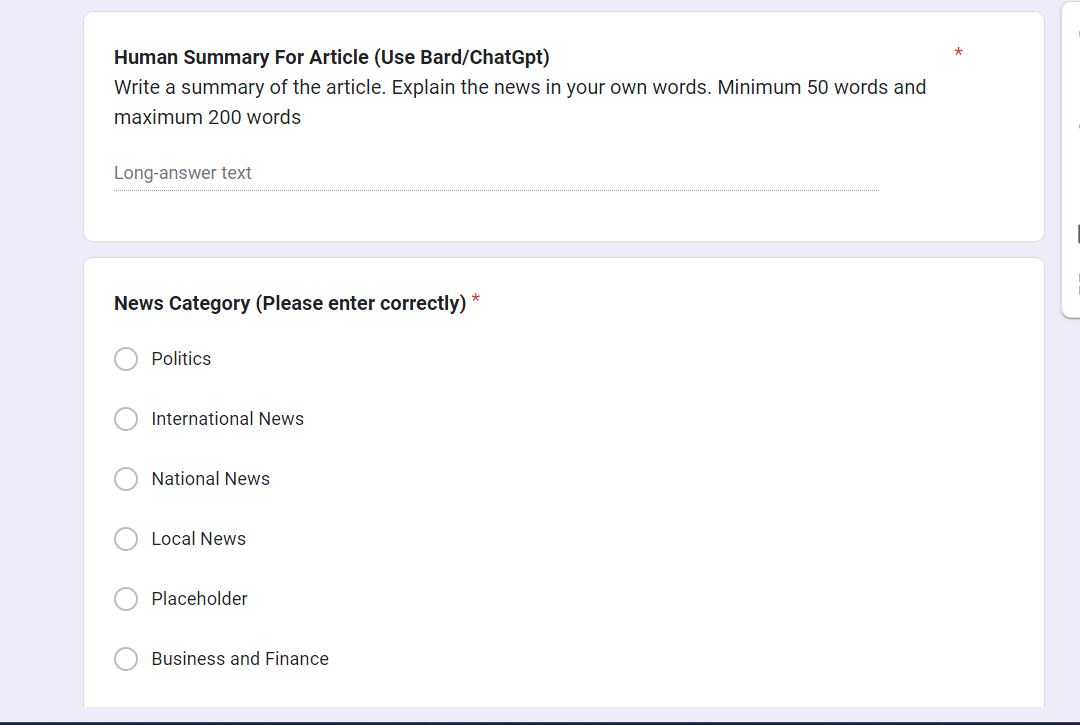 Human Summary For Article (Use Bard/ChatGpt) *
Write a summary of the article. Explain the news in your own words. Minimum 50 words and
maximum 200 words
Long-answer text
News Category (Please enter correctly) *
Politics
International News
National News
Local News
Placeholder
Business and Finance